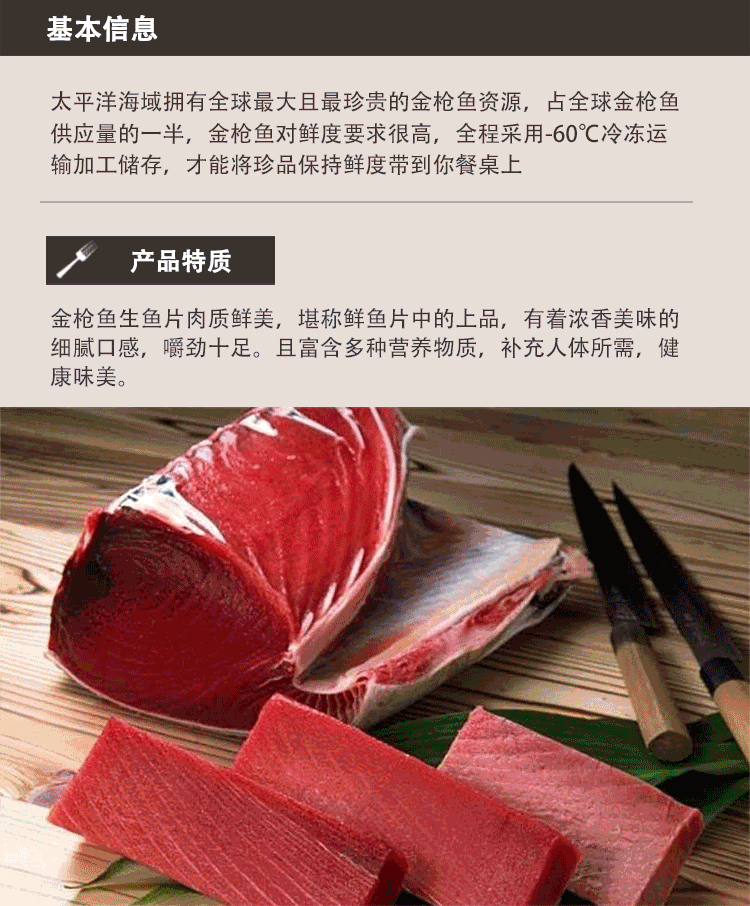 基本信息
太平洋海域拥有全球最大且最珍贵的金枪鱼资源，占全球金枪鱼
供应量的一半，金枪鱼对鲜度要求很高，全程采用-60℃冷冻运
输加工储存，才能将珍品保持鲜度带到你餐桌上
产品特质
金枪鱼生鱼片肉质鲜美，堪称鲜鱼片中的上品，有着浓香美味的
细腻口感，嚼劲十足。且富含多种营养物质，补充人体所需，健
康味美。